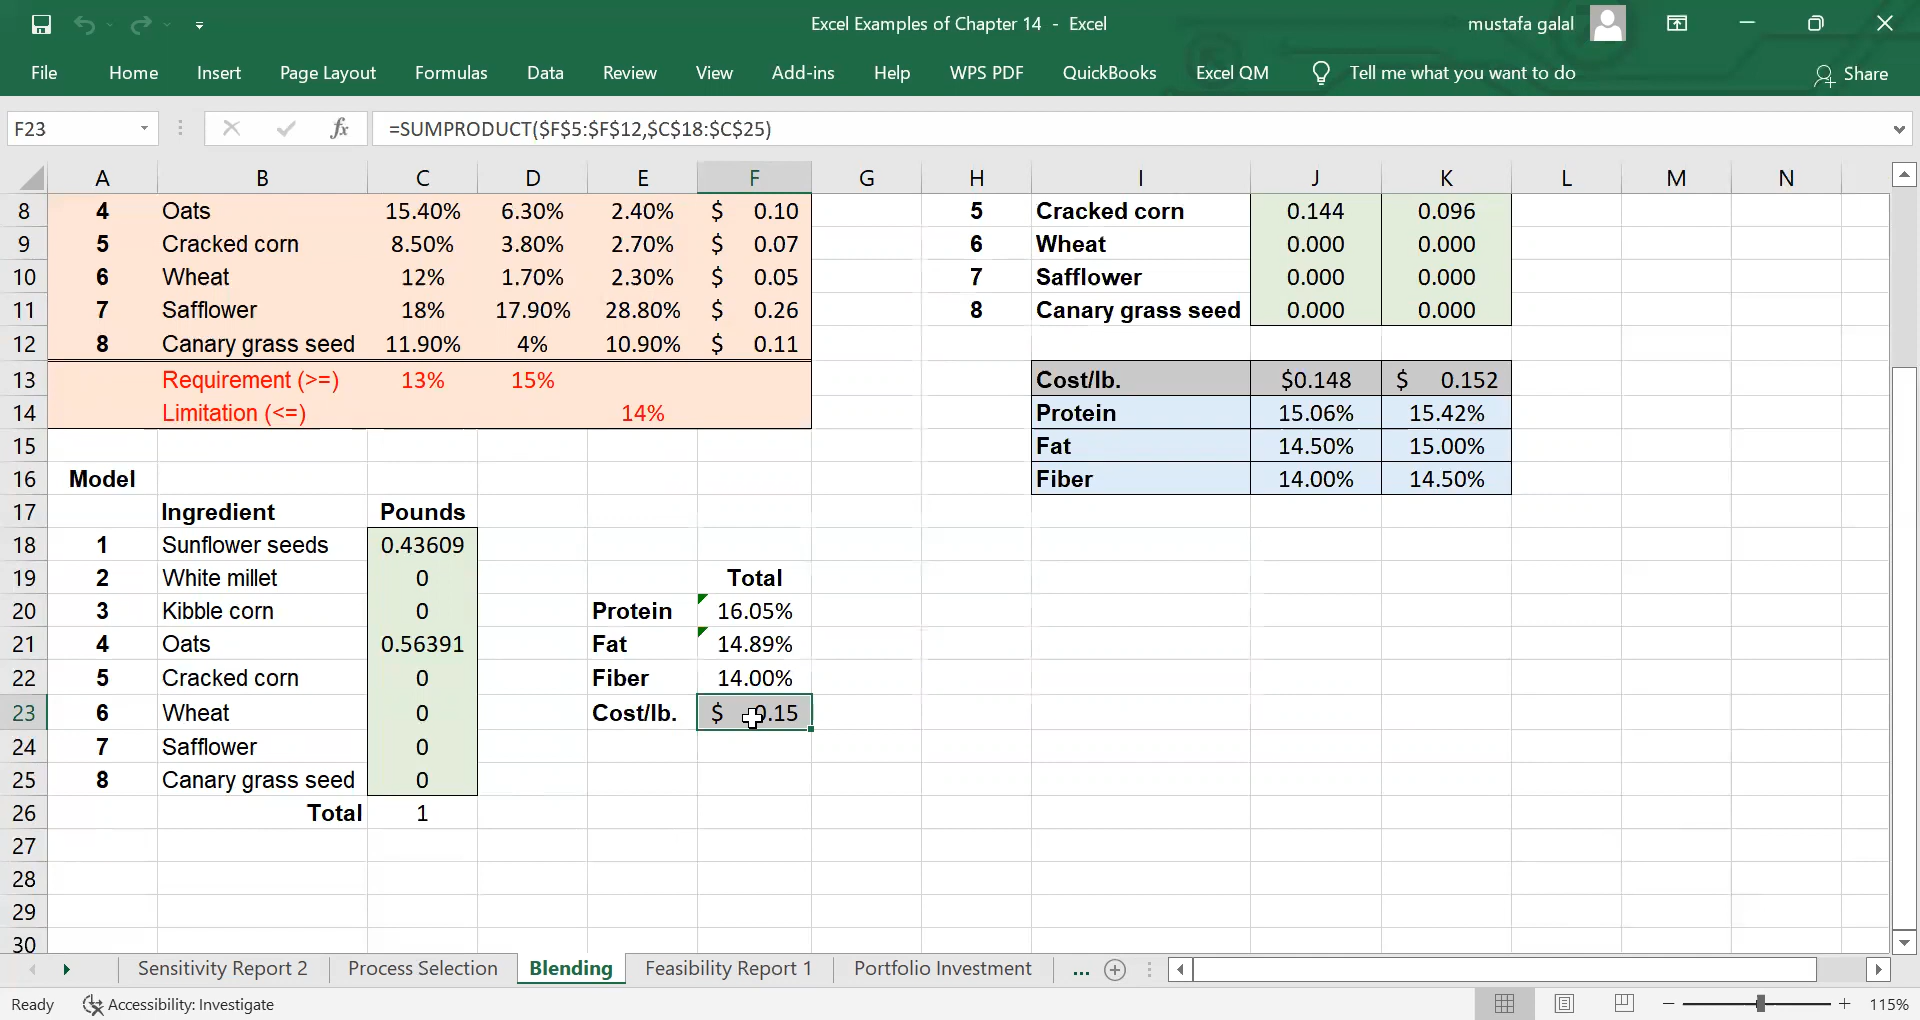 Excel Examples of Chapter 14 - Excel
mustafa galal
File Home Insert Page Layout Formulas Data Review View Add-ins Help WPS PDF QuickBooks Excel QM Tell me what you want to do Share
F23 fx =SUMPRODUCT($F$5:$F$12,$C$18:$C$25)
A B C D E F G H I J K L M N
8 4 Oats 15.40% 6.30% 2.40% $ 0.10 5 Cracked corn 0.144 0.096
9 5 Cracked corn 8.50% 3.80% 2.70% $ 0.07 6 Wheat 0.000 0.000
10 6 Wheat 12% 1.70% 2.30% $ 0.05 7 Safflower 0.000 0.000
11 7 Safflower 18% 17.90% 28.80% $ 0.26 8 Canary grass seed 0.000 0.000
12 8 Canary grass seed 11.90% 4% 10.90% $ 0.11
13 Requirement (>=) 13% 15% Cost/lb. $0.148 $ 0.152
14 Limitation (<=) 14% Protein 15.06% 15.42%
15 Fat 14.50% 15.00%
16 Model Fiber 14.00% 14.50%
17 Ingredient Pounds
18 1 Sunflower seeds 0.43609
19 2 White millet 0 Total
20 3 Kibble corn 0 Protein 16.05%
21 4 Oats 0.56391 Fat 14.89%
22 5 Cracked corn 0 Fiber 14.00%
23 6 Wheat 0 Cost/lb. $ 0.15
24 7 Safflower 0
25 8 Canary grass seed 0
26 Total 1
27
28
29
30
Sensitivity Report 2 Process Selection Blending Feasibility Report 1 Portfolio Investment ...
Ready Accessibility: Investigate 115%